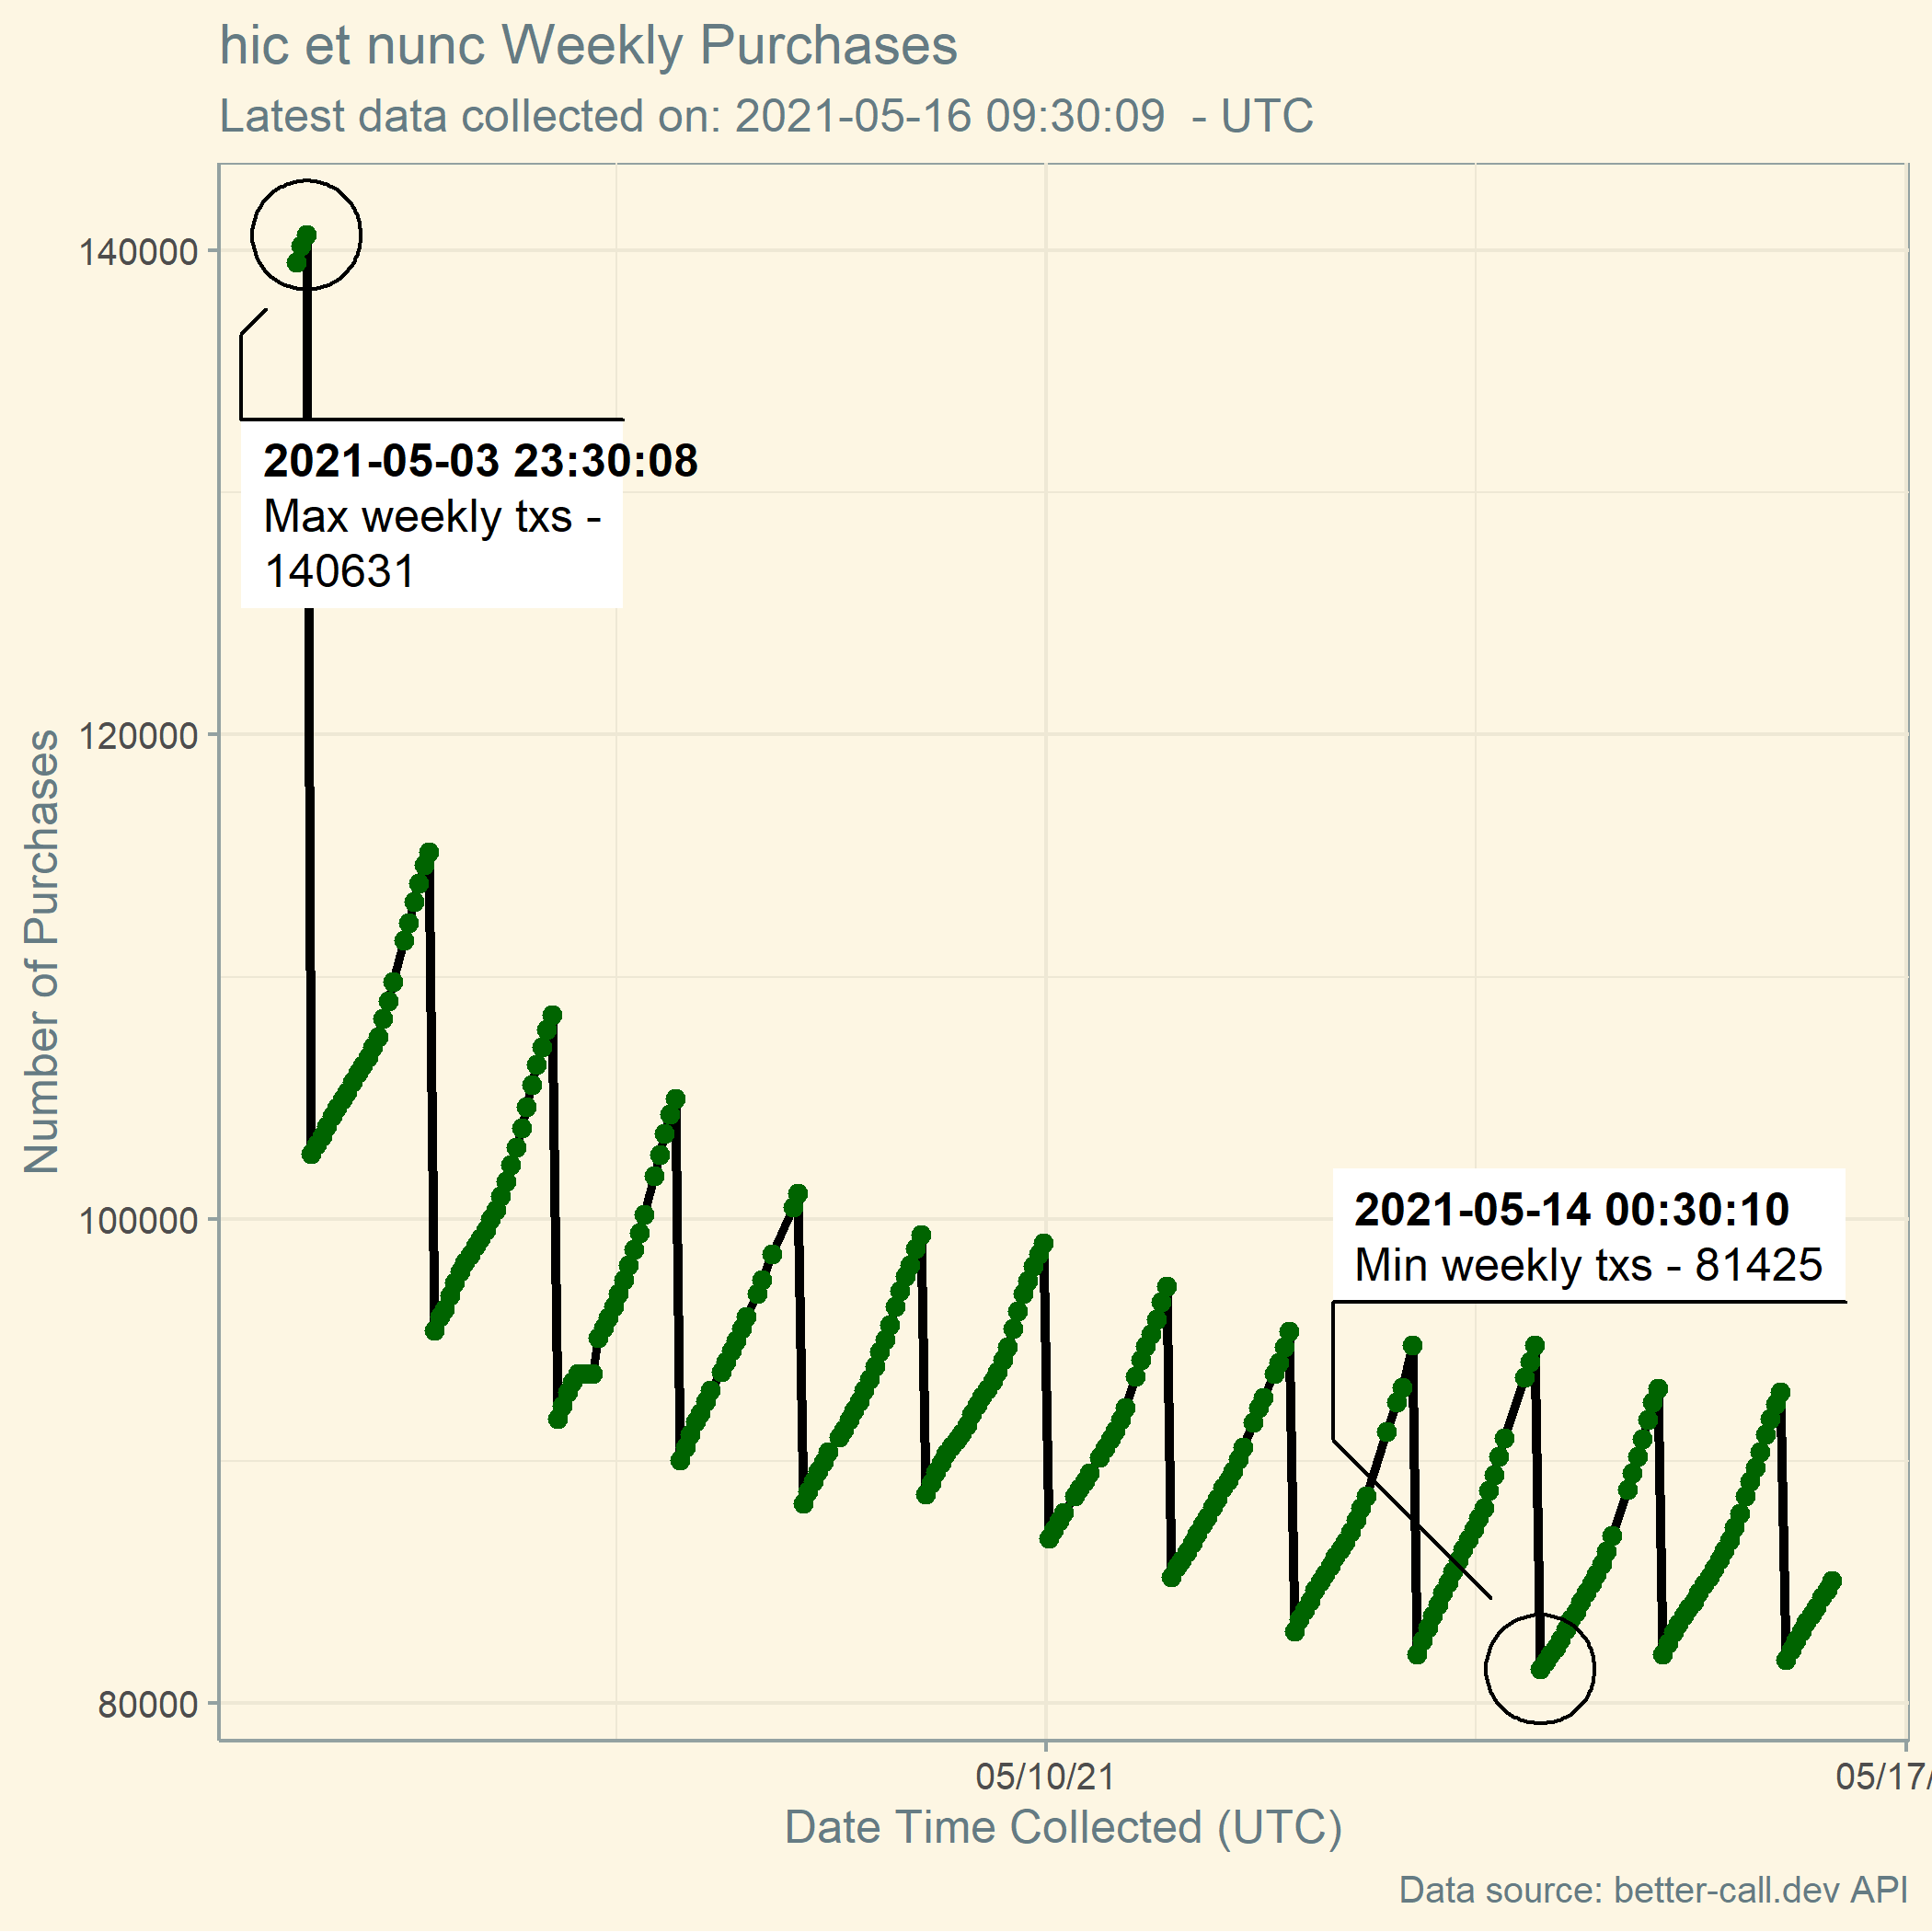 hic et nunc Weekly Purchases
Latest data collected on: 2021-05-16 09:30:09  - UTC
140000
120000
100000
80000
Number of Purchases
2021-05-03 23:30:08
Max weekly txs -
140631
2021-05-14 00:30:10
Min weekly txs - 81425
05/10/21
05/17/
Date Time Collected (UTC)
Data source: better-call.dev API